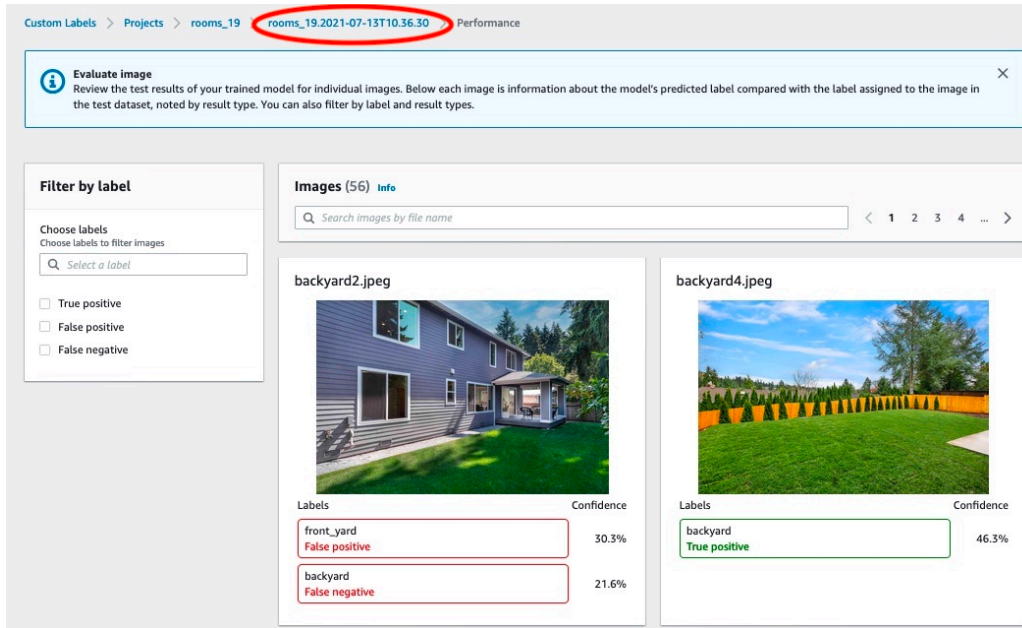 Custom Labels > Projects > rooms_19 > rooms_19.2021-07-13T10.36.30 > Performance
Evaluate image
Review the test results of your trained model for individual images. Below each image is information about the model's predicted label compared with the label assigned to the image in
the test dataset, noted by result type. You can also filter by label and result types.
Filter by label
Choose labels
Choose labels to filter images
Select a label
True positive
False positive
False negative
Images (56) Info
Search images by file name
< 1 2 3 4 ... >
backyard2.jpeg
Labels Confidence
front_yard
False positive
30.3%
backyard
False negative
21.6%
backyard4.jpeg
Labels Confidence
backyard
True positive
46.3%